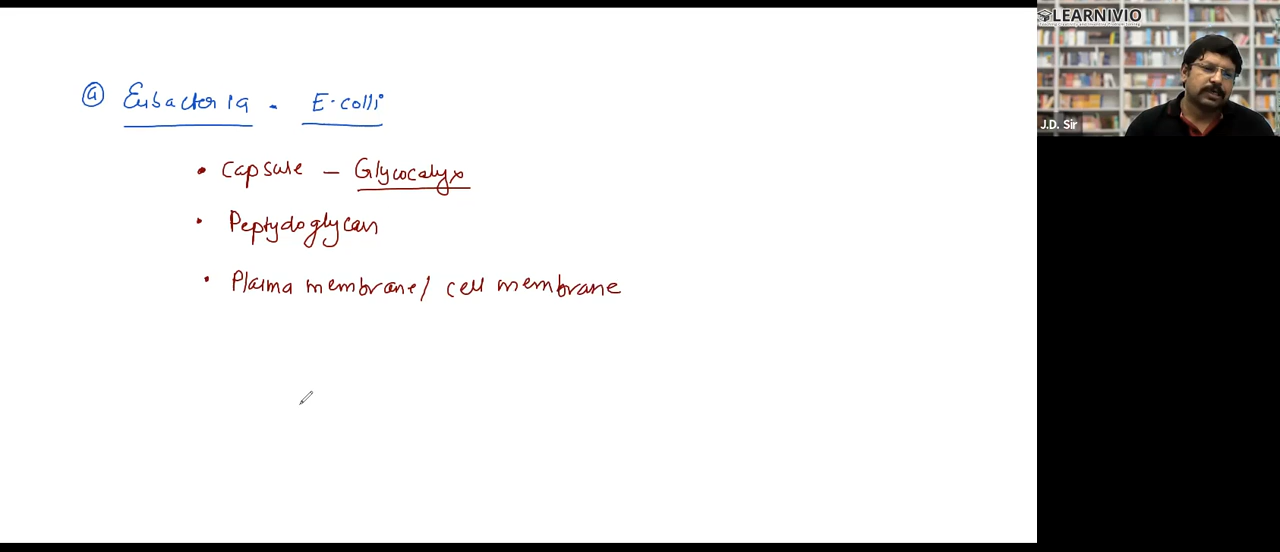 LEARNIVIO
J.D. Sir
a Eubacteria - E. colli
• Capsule – Glycocalyx
• Peptydoglycan
• Plasma membrane/ cell membrane